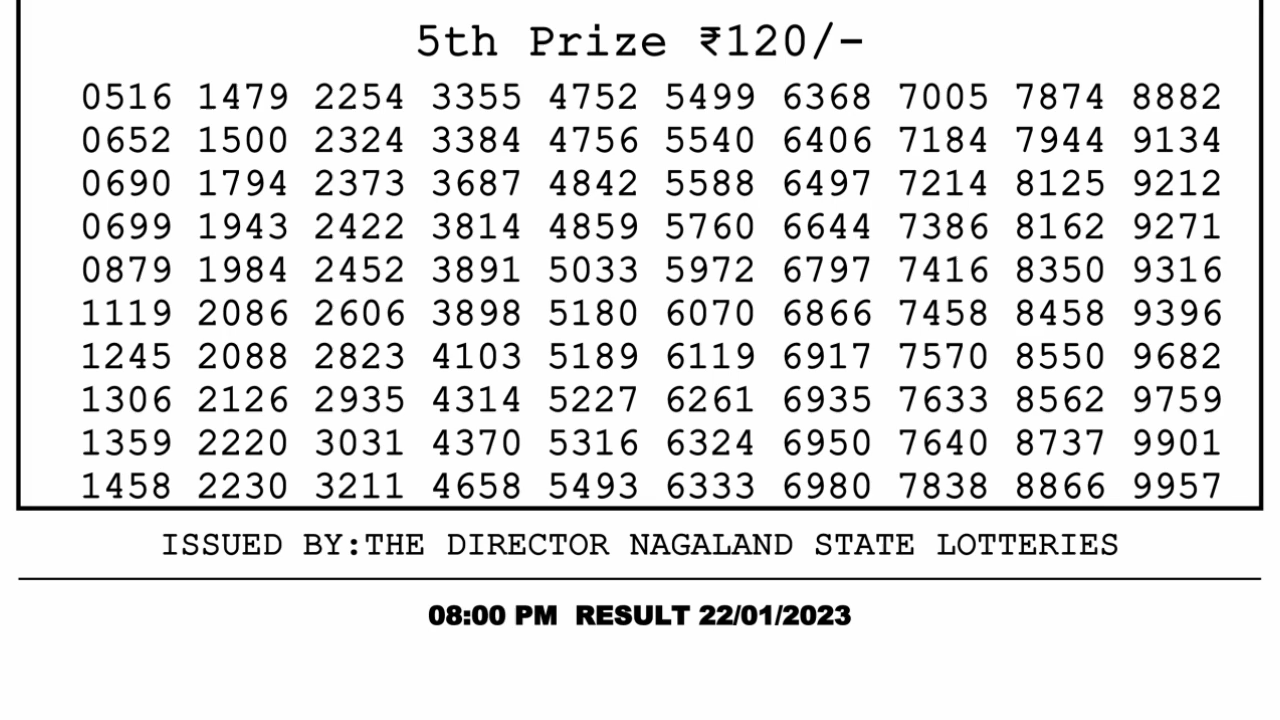 5th Prize ₹120/-
0516 1479 2254 3355 4752 5499 6368 7005 7874 8882
0652 1500 2324 3384 4756 5540 6406 7184 7944 9134
0690 1794 2373 3687 4842 5588 6497 7214 8125 9212
0699 1943 2422 3814 4859 5760 6644 7386 8162 9271
0879 1984 2452 3891 5033 5972 6797 7416 8350 9316
1119 2086 2606 3898 5180 6070 6866 7458 8458 9396
1245 2088 2823 4103 5189 6119 6917 7570 8550 9682
1306 2126 2935 4314 5227 6261 6935 7633 8562 9759
1359 2220 3031 4370 5316 6324 6950 7640 8737 9901
1458 2230 3211 4658 5493 6333 6980 7838 8866 9957
ISSUED BY:THE DIRECTOR NAGALAND STATE LOTTERIES
08:00 PM RESULT 22/01/2023